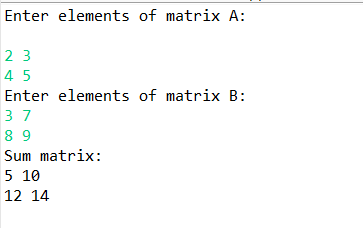 Enter elements of matrix A:
2 3
4 5
Enter elements of matrix B:
3 7
8 9
Sum matrix:
5 10
12 14